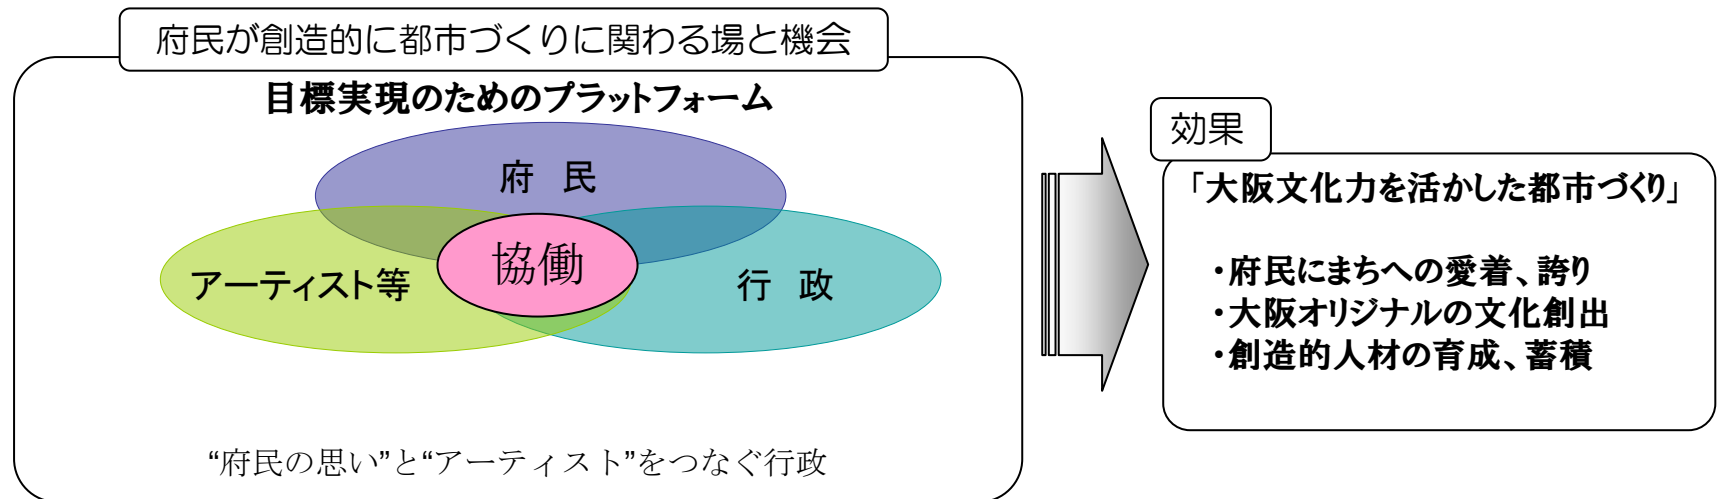 府民が創造的に都市づくりに関わる場と機会
目標実現のためのプラットフォーム
府 民
協働
アーティスト等
行 政
“府民の思い”と“アーティスト”をつなぐ行政
効果
「大阪文化力を活かした都市づくり」
・府民にまちへの愛着、誇り
・大阪オリジナルの文化創出
・創造的人材の育成、蓄積